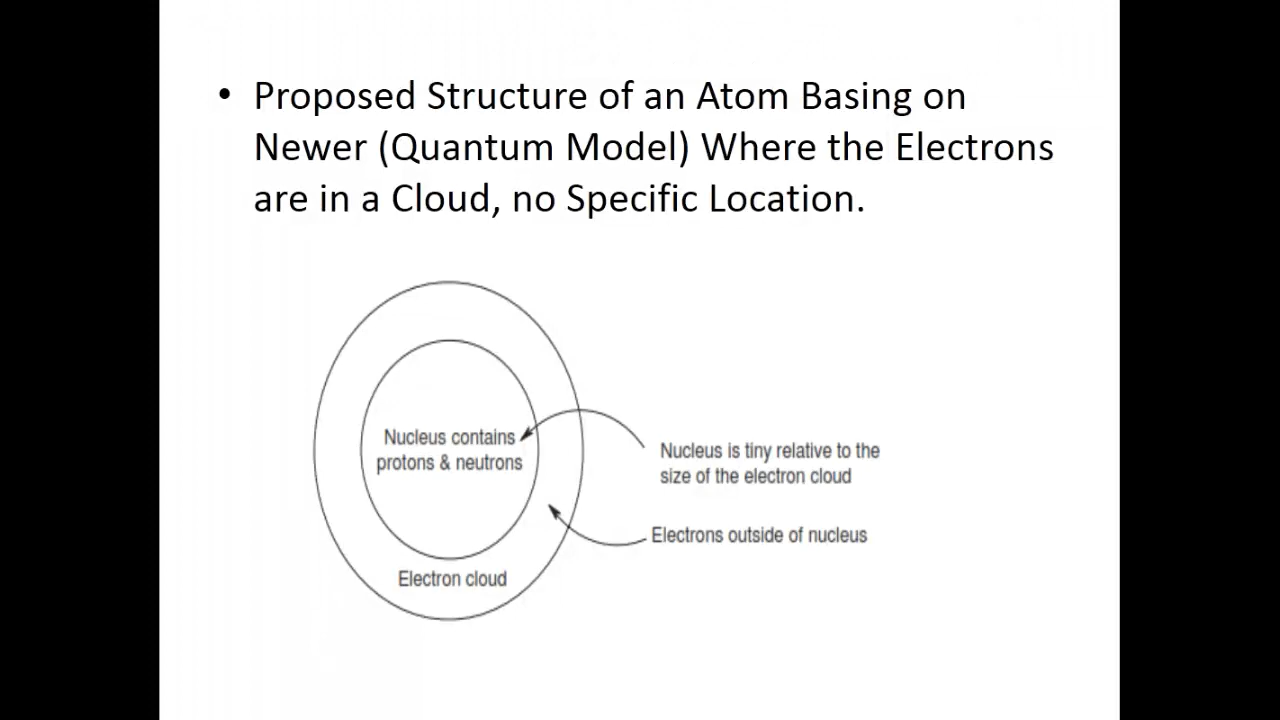 • Proposed Structure of an Atom Basing on
Newer (Quantum Model) Where the Electrons
are in a Cloud, no Specific Location.
Nucleus contains
protons & neutrons
Nucleus is tiny relative to the
size of the electron cloud
Electrons outside of nucleus
Electron cloud